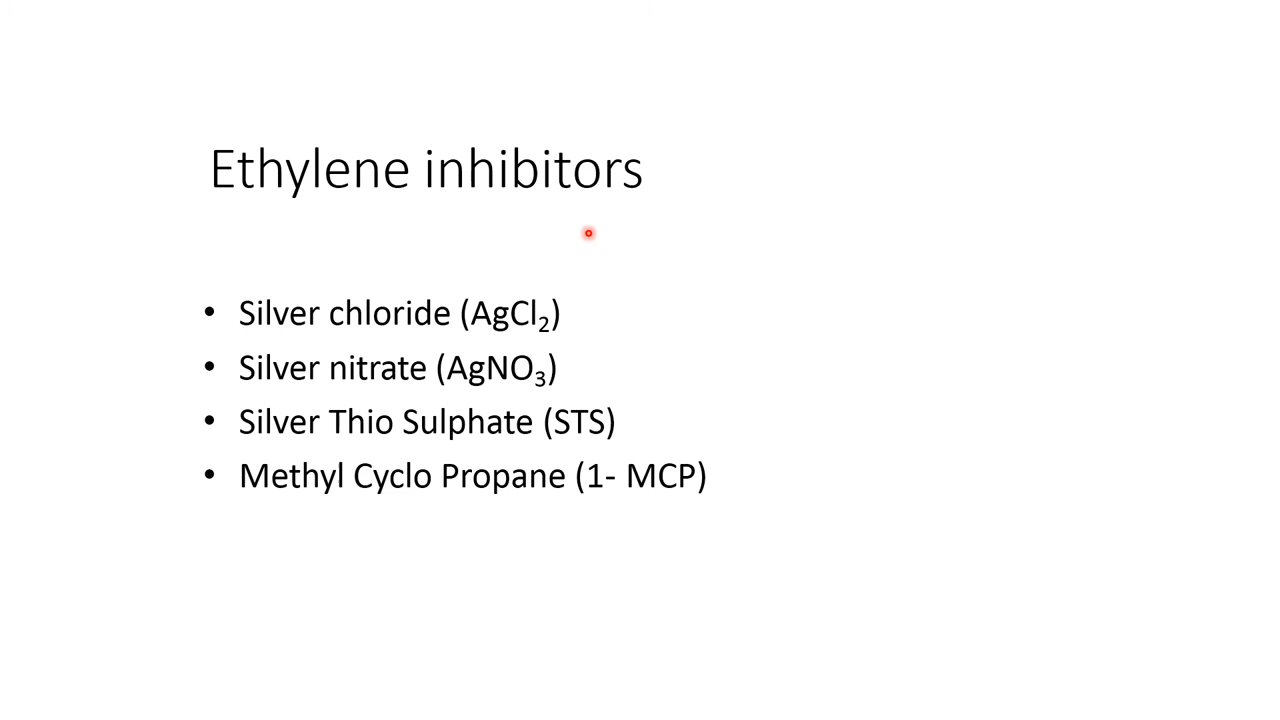 Ethylene inhibitors
• Silver chloride (AgCl₂)
• Silver nitrate (AgNO₃)
• Silver Thio Sulphate (STS)
• Methyl Cyclo Propane (1- MCP)